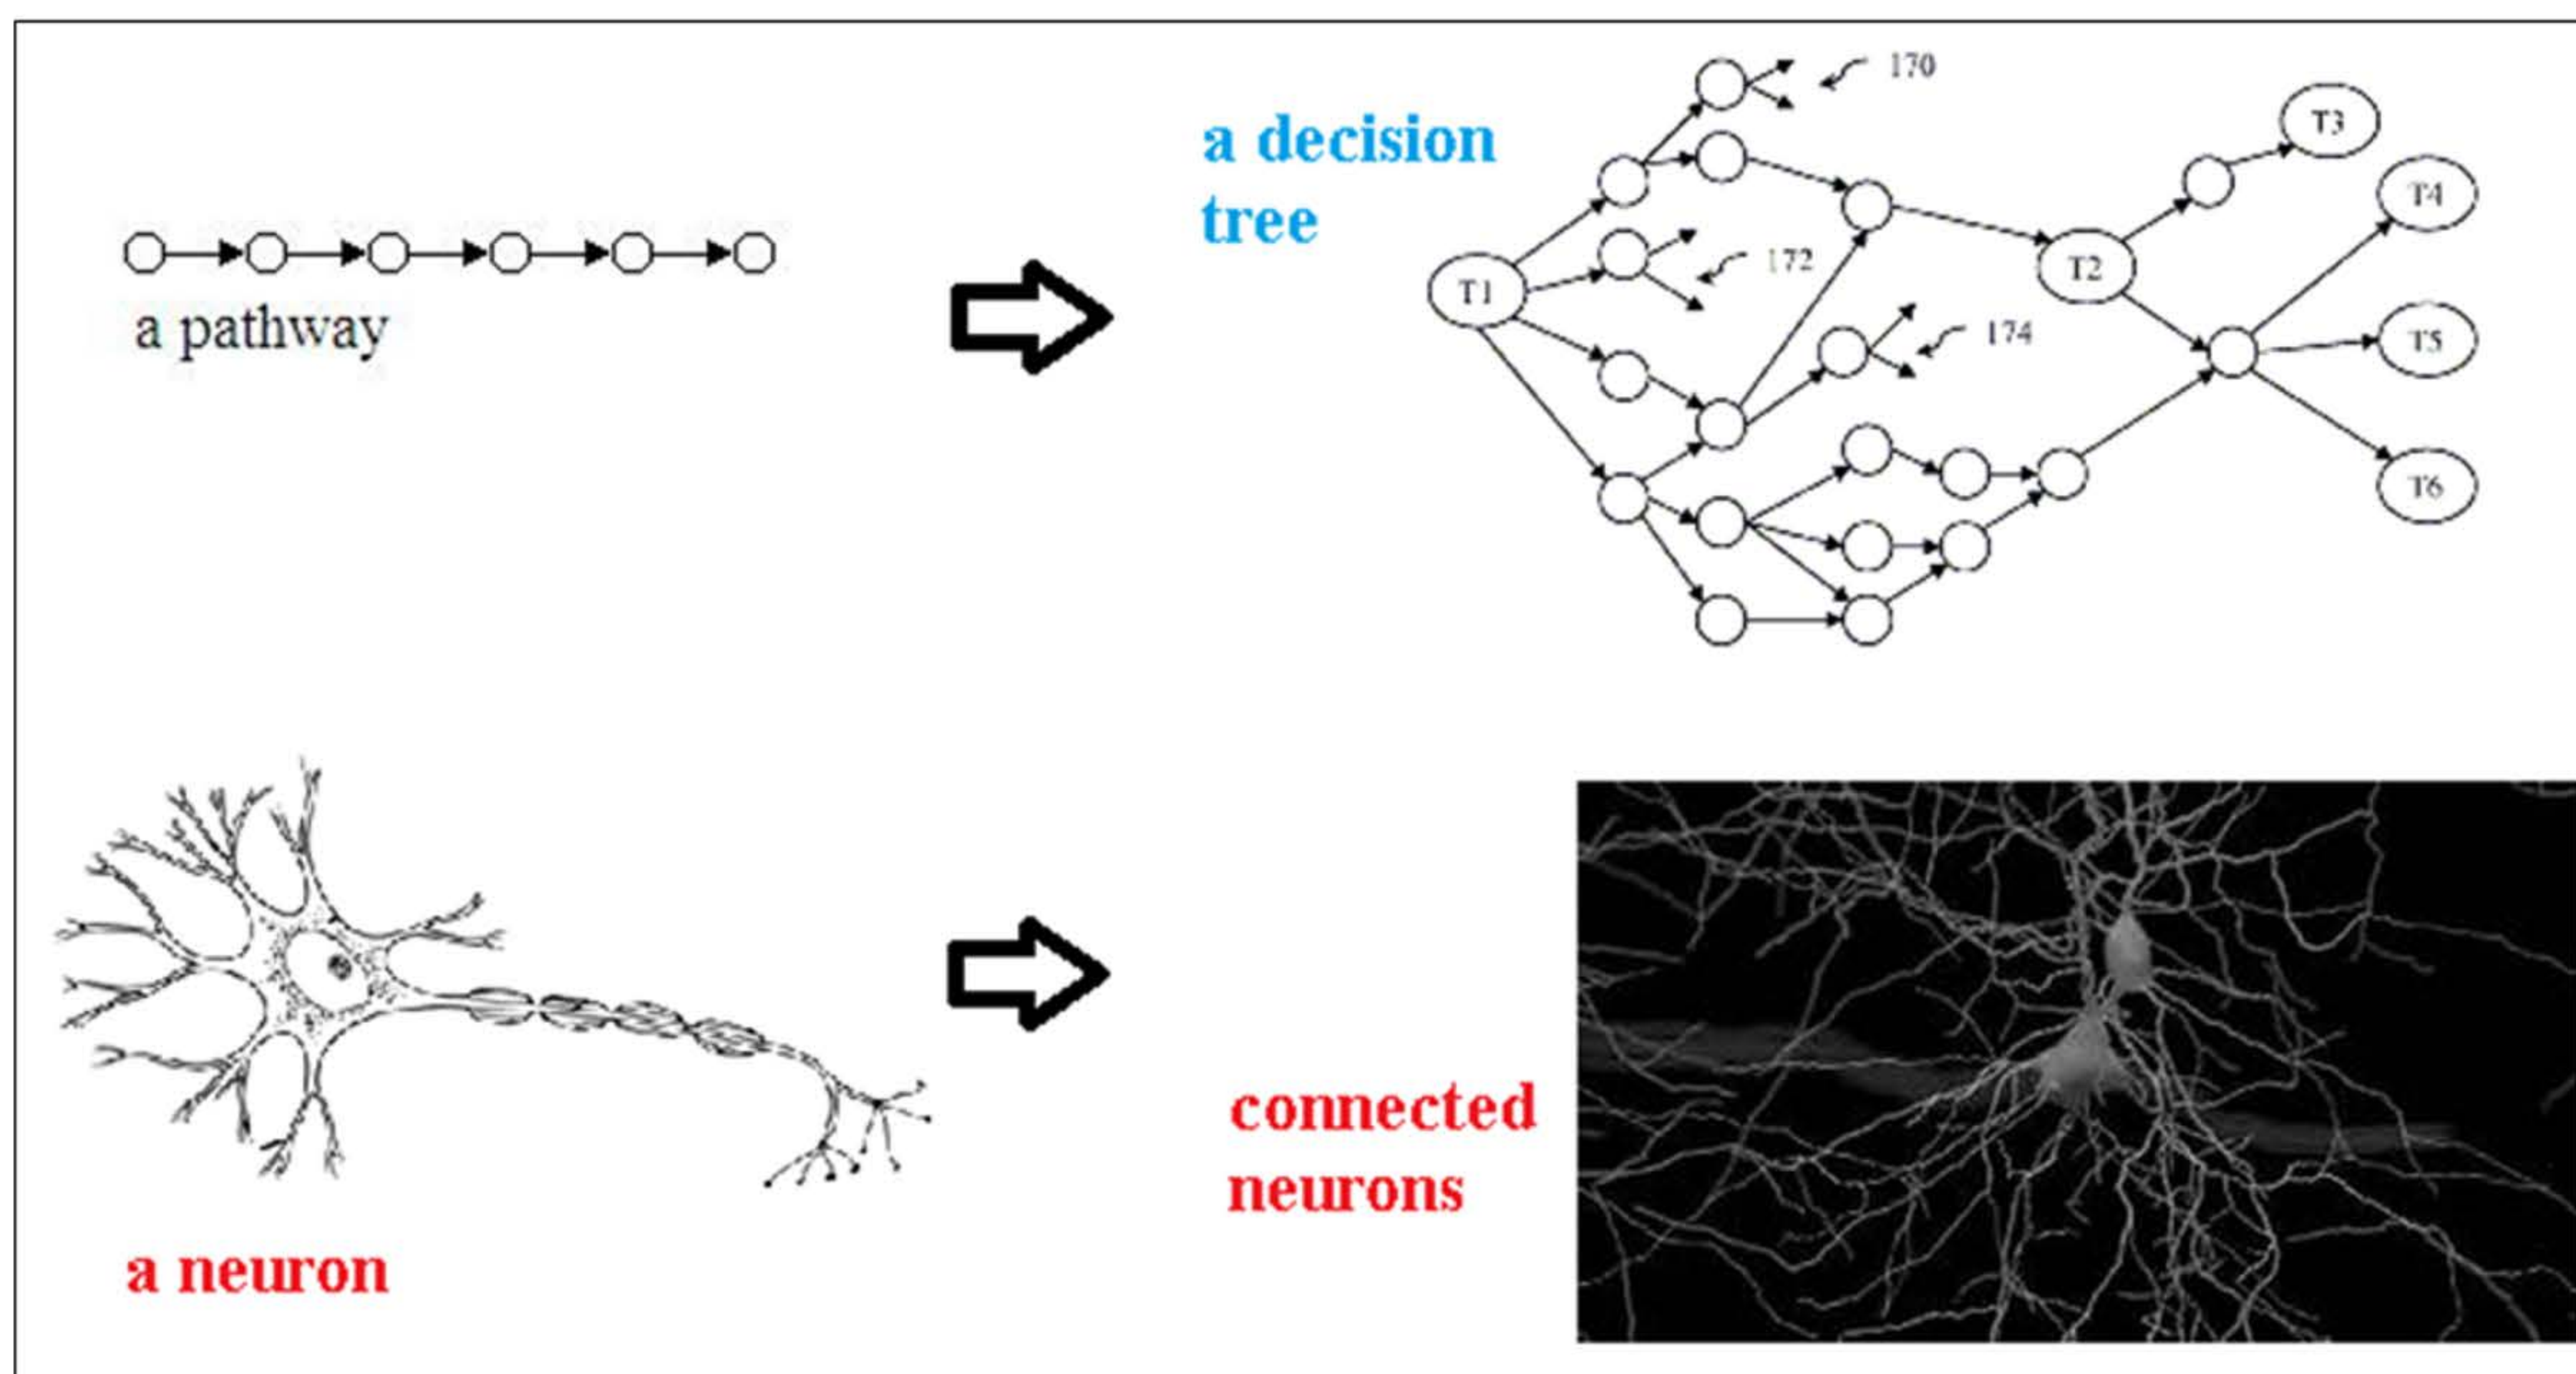 170
a decision
tree
T3
T4
a pathway
172
T1
T2
174
T5
T6
connected
neurons
a neuron